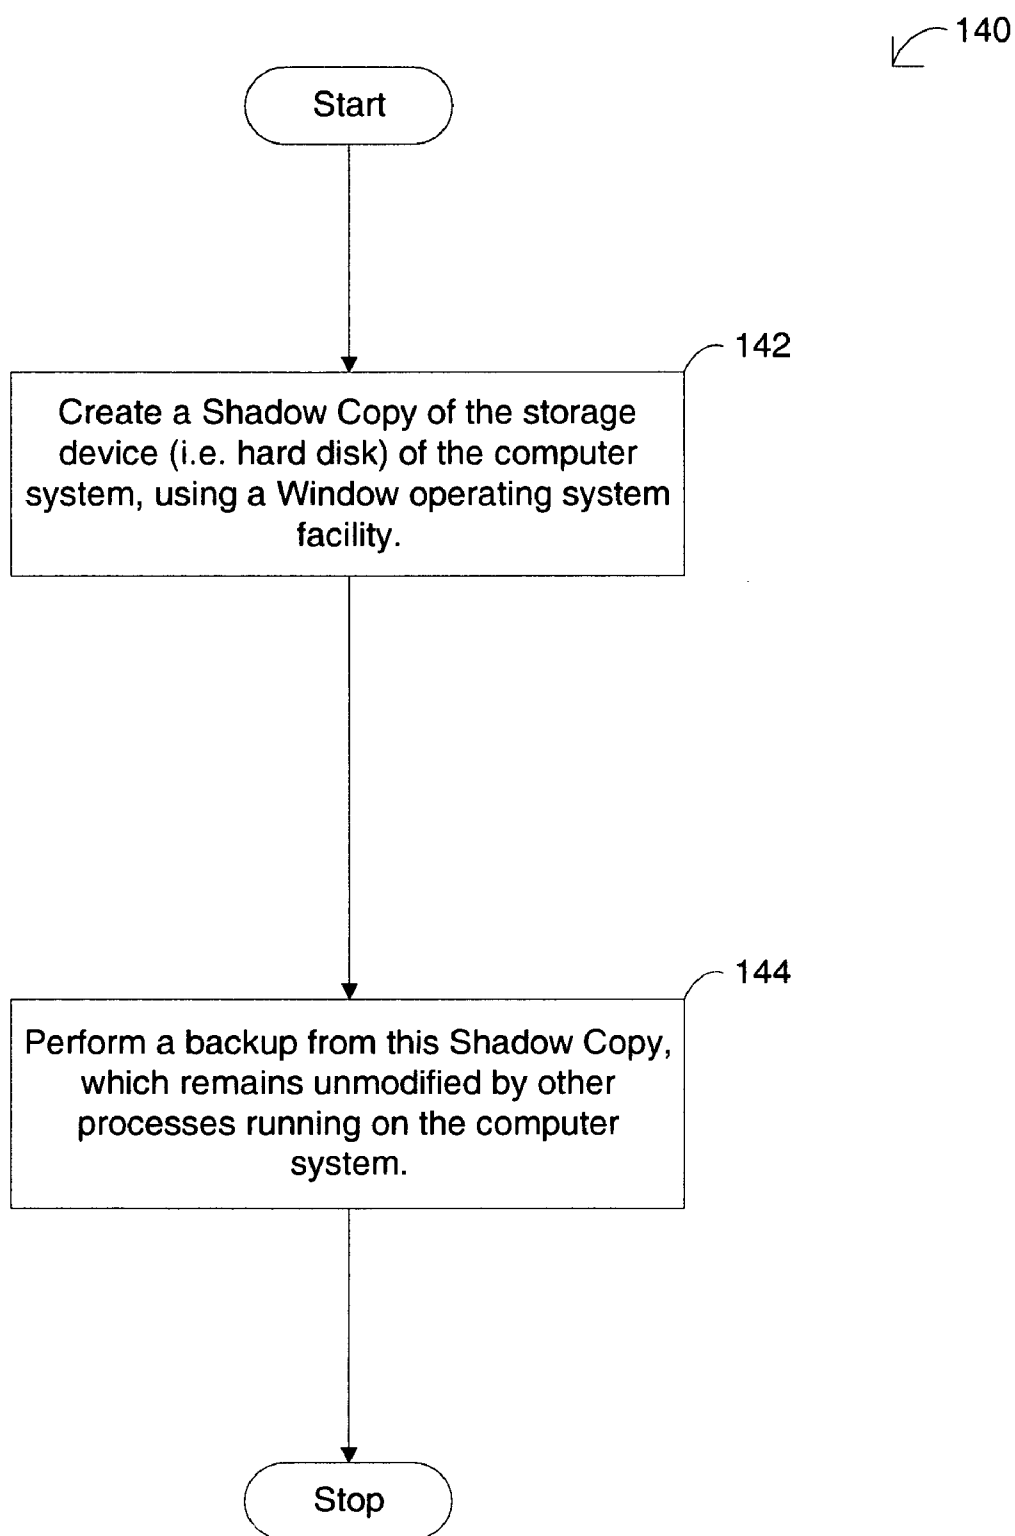 140
Start
142
Create a Shadow Copy of the storage
device (i.e. hard disk) of the computer
system, using a Window operating system
facility.
144
Perform a backup from this Shadow Copy,
which remains unmodified by other
processes running on the computer
system.
Stop